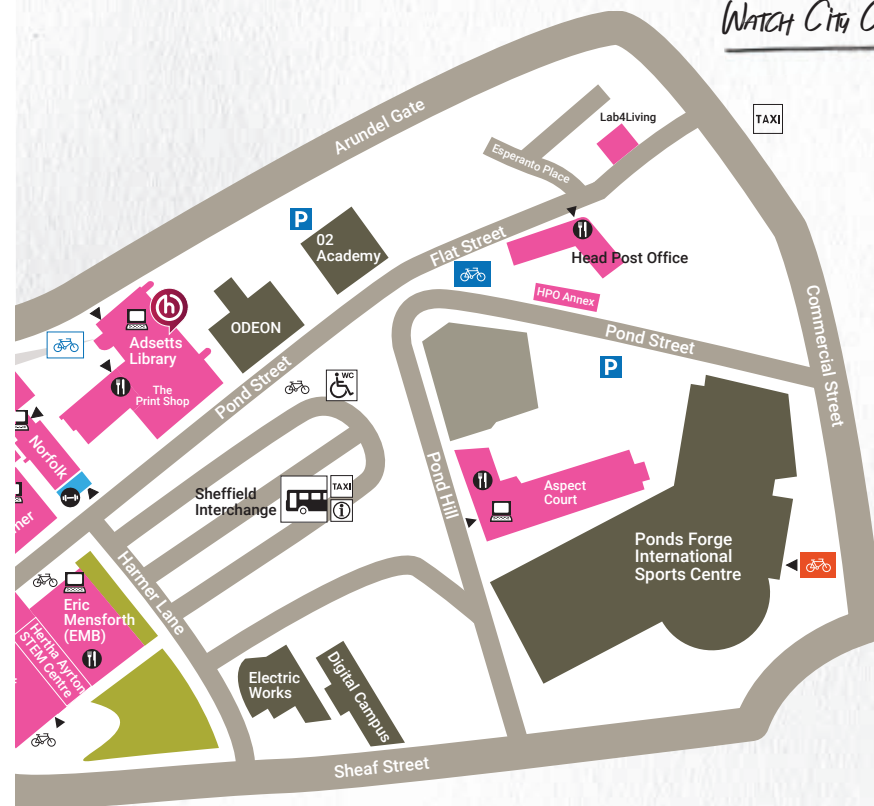 WATCH CITY C
Arundel Gate
TAXI
Lab4Living
Esperanto Place
P
02
Academy
Flat Street
Head Post Office
HPO Annex
h
Adsetts
Library
ODEON
The
Print Shop
Pond Street
WC
Pond Street
P
Commercial Street
Norfolk
ner
Sheffield
Interchange
TAXI
i
Pond Hill
Aspect
Court
Ponds Forge
International
Sports Centre
Harmer Lane
Eric
Mensforth
(EMB)
Hertha Ayrton
STEM Centre
Electric
Works
Digital Campus
Sheaf Street